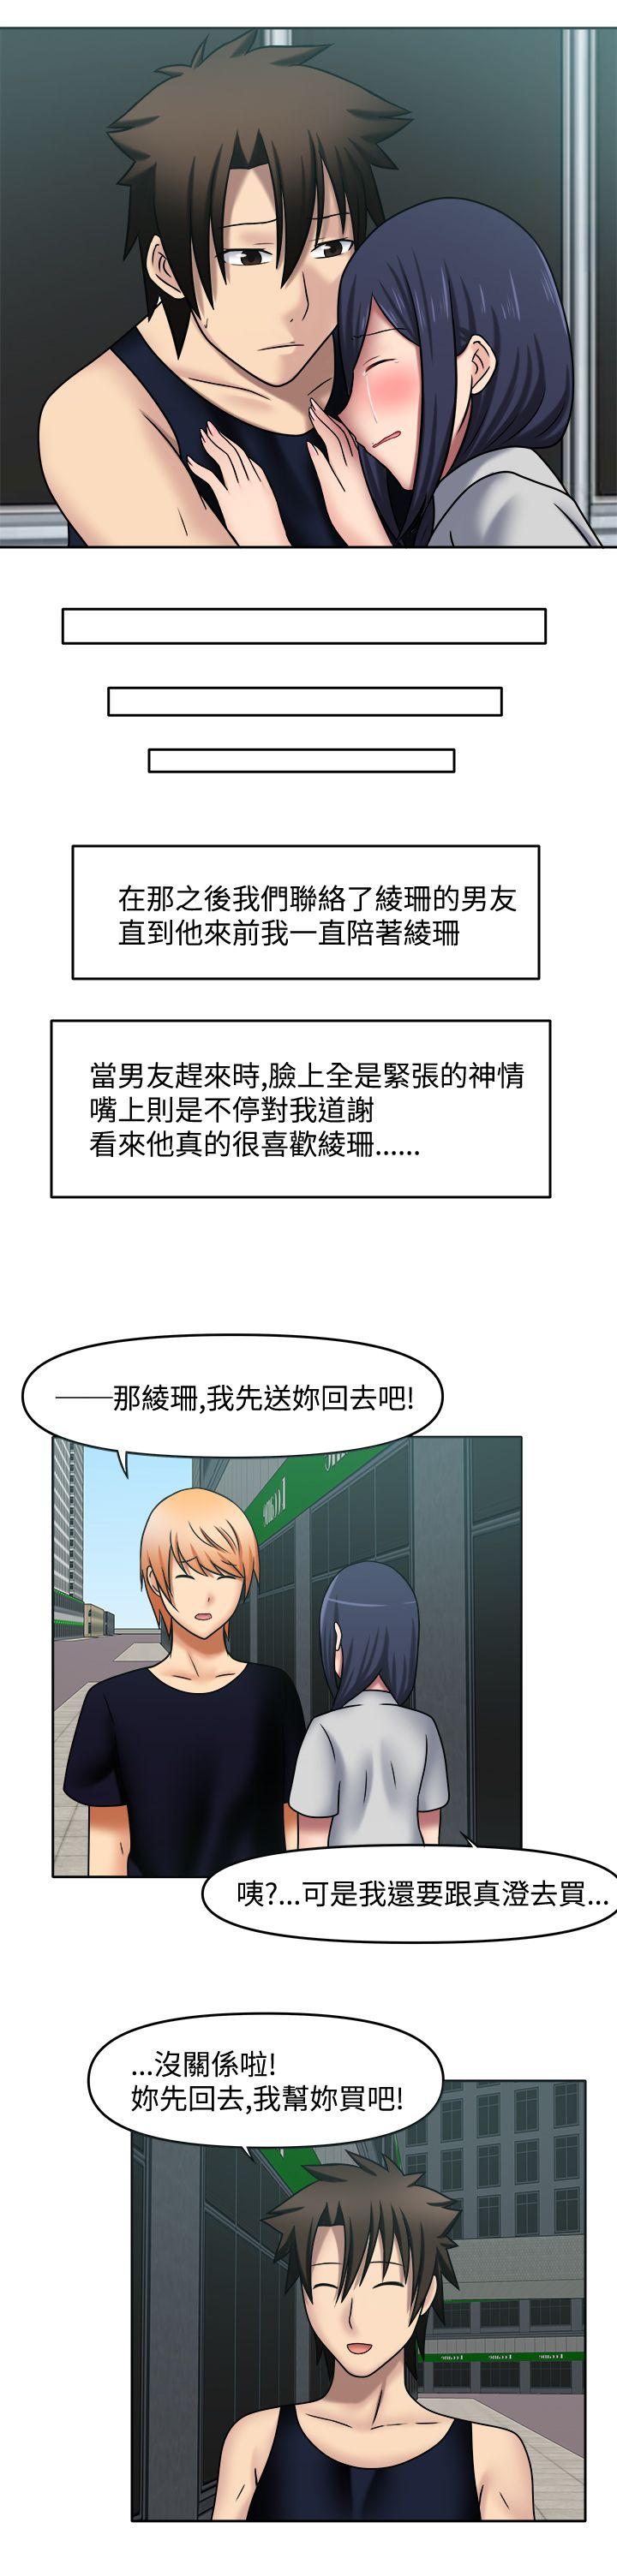 在那之後我們聯絡了綾珊的男友
直到他來前我一直陪著綾珊
當男友趕來時,臉上全是緊張的神情
嘴上則是不停對我道謝
看來他真的很喜歡綾珊......
——那綾珊,我先送妳回去吧!
咦?...可是我還要跟真澄去買...
...沒關係啦!
妳先回去,我幫妳買吧!